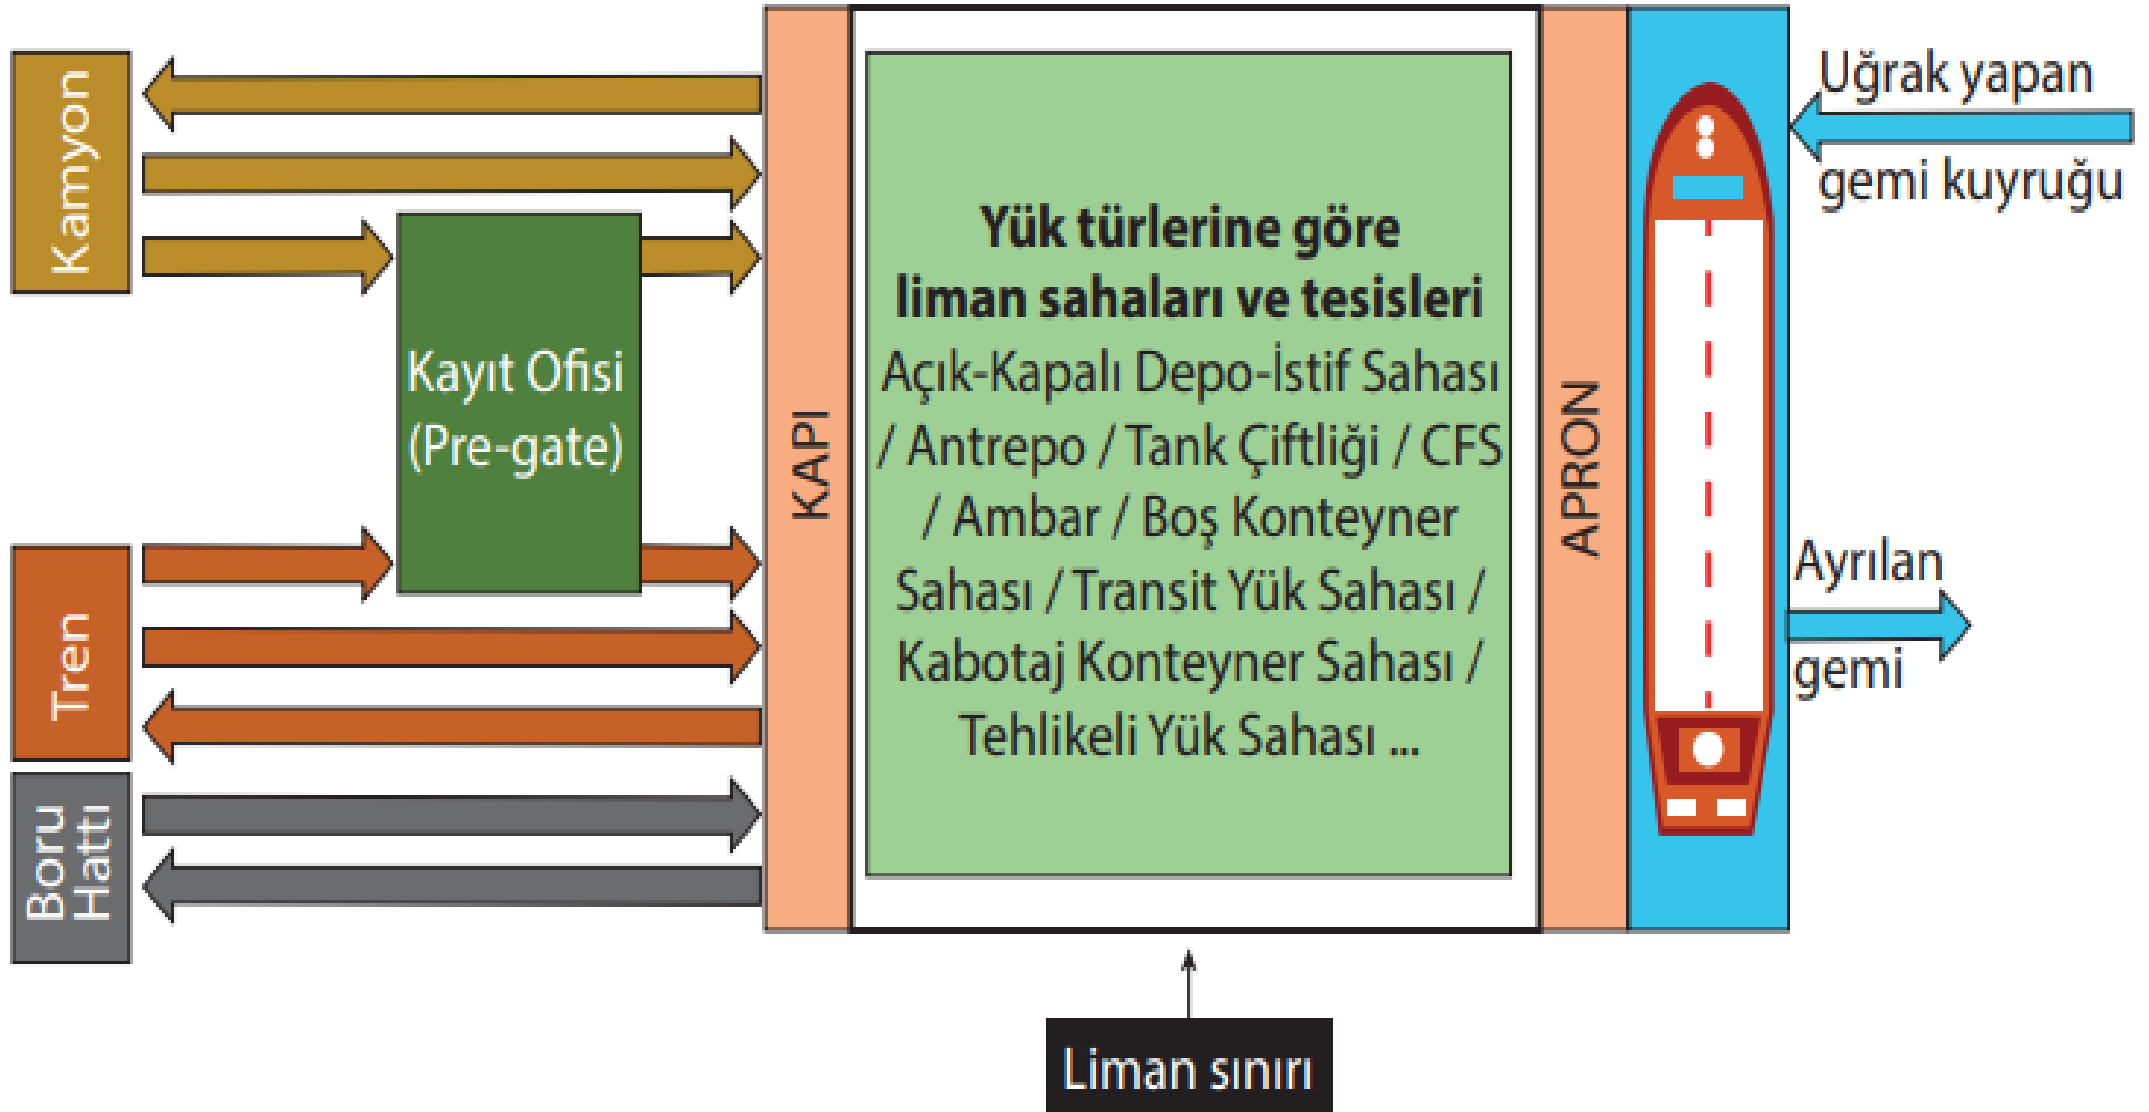 Kamyon
Kayıt Ofisi
(Pre-gate)
Tren
Boru
Hattı
KAPI
Yük türlerine göre
liman sahaları ve tesisleri
Açık-Kapalı Depo-İstif Sahası
/ Antrepo / Tank Çiftliği / CFS
/ Ambar / Boş Konteyner
Sahası / Transit Yük Sahası /
Kabotaj Konteyner Sahası /
Tehlikeli Yük Sahası ...
APRON
Uğrak yapan
gemi kuyruğu
Ayrılan
gemi
Liman sınırı